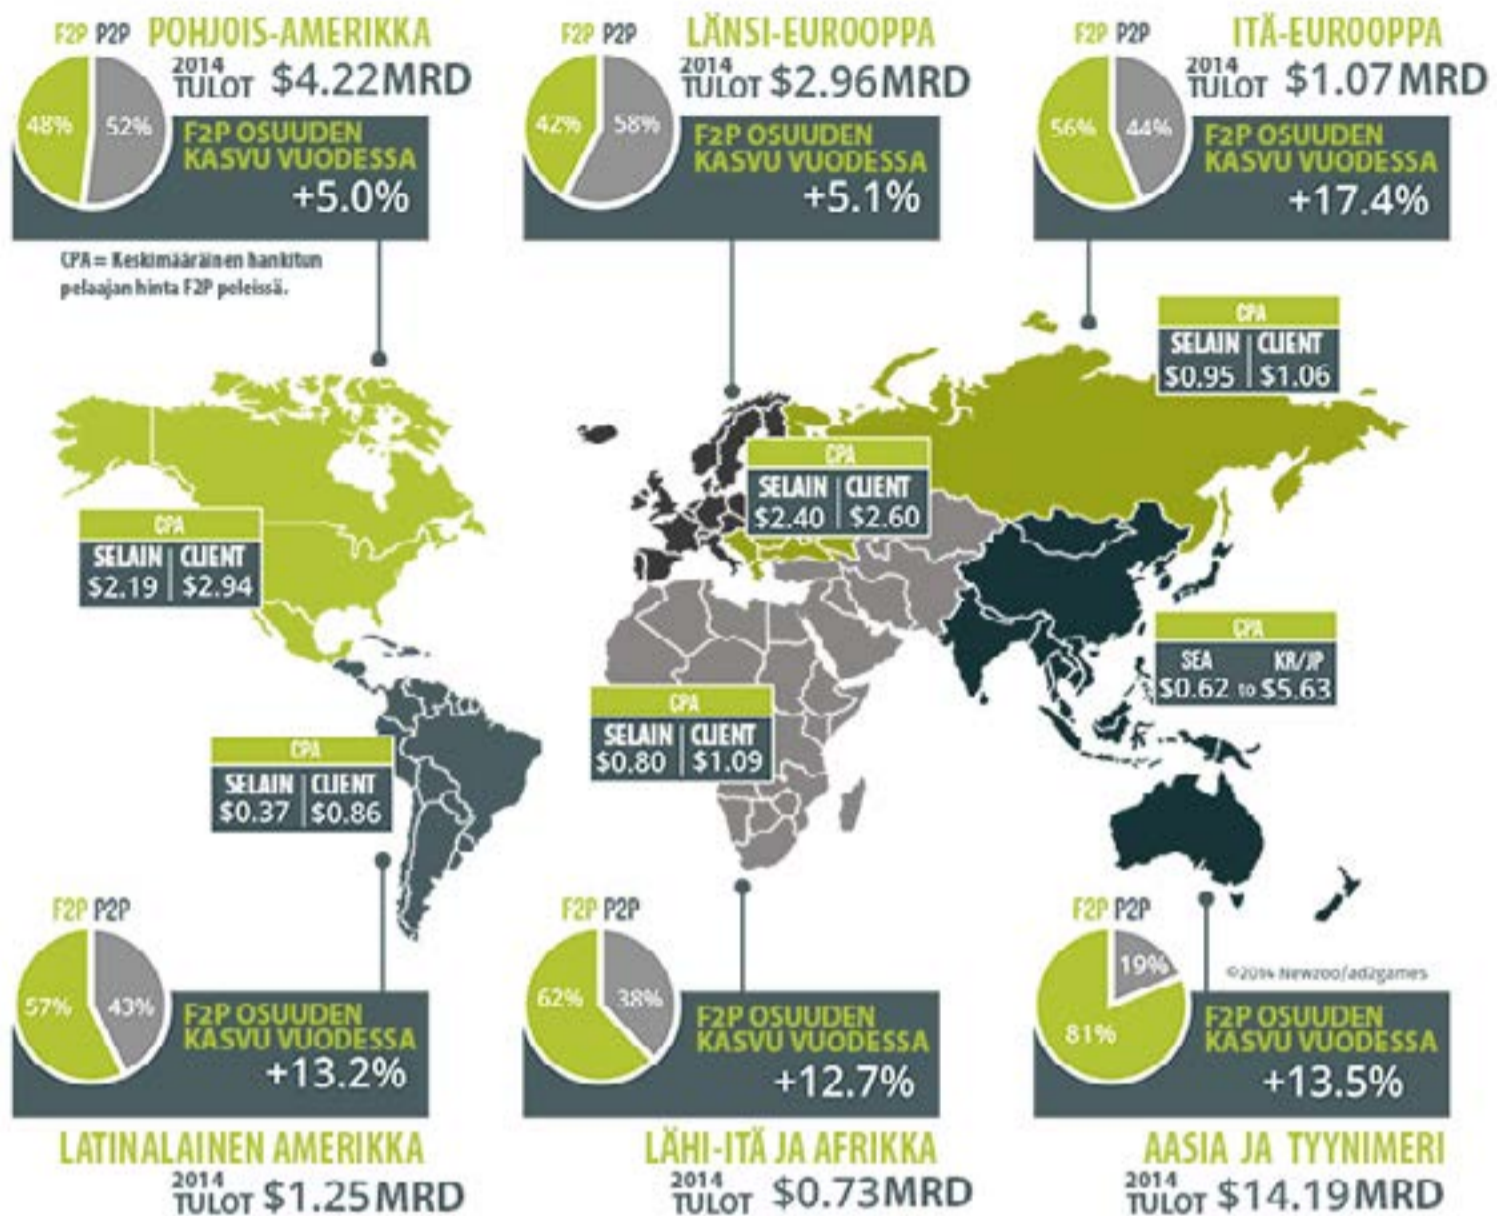 F2P P2P POHJOIS-AMERIKKA
2014 TULOT $4.22MRD
48% 52%
F2P OSUUDEN
KASVU VUODESSA
+5.0%
F2P P2P LÄNSI-EUROOPPA
2014 TULOT $2.96MRD
42% 58%
F2P OSUUDEN
KASVU VUODESSA
+5.1%
F2P P2P ITÄ-EUROOPPA
2014 TULOT $1.07MRD
56% 44%
F2P OSUUDEN
KASVU VUODESSA
+17.4%
CPA = Keskimääräinen hankitun
pelaajan hinta F2P peleissä.
CPA
SELAIN CLIENT
$0.95 $1.06
CPA
SELAIN CLIENT
$2.40 $2.60
CPA
SELAIN CLIENT
$2.19 $2.94
CPA
SEA KR/JP
$0.62 to $5.63
CPA
SELAIN CLIENT
$0.80 $1.09
CPA
SELAIN CLIENT
$0.37 $0.86
F2P P2P
57% 43%
F2P OSUUDEN
KASVU VUODESSA
+13.2%
LATINALAINEN AMERIKKA
2014 TULOT $1.25MRD
F2P P2P
62% 38%
F2P OSUUDEN
KASVU VUODESSA
+12.7%
LÄHI-ITÄ JA AFRIKKA
2014 TULOT $0.73MRD
F2P P2P
19%
81%
©2014 Newzoo/ad2games
F2P OSUUDEN
KASVU VUODESSA
+13.5%
AASIA JA TYYNIMERI
2014 TULOT $14.19MRD